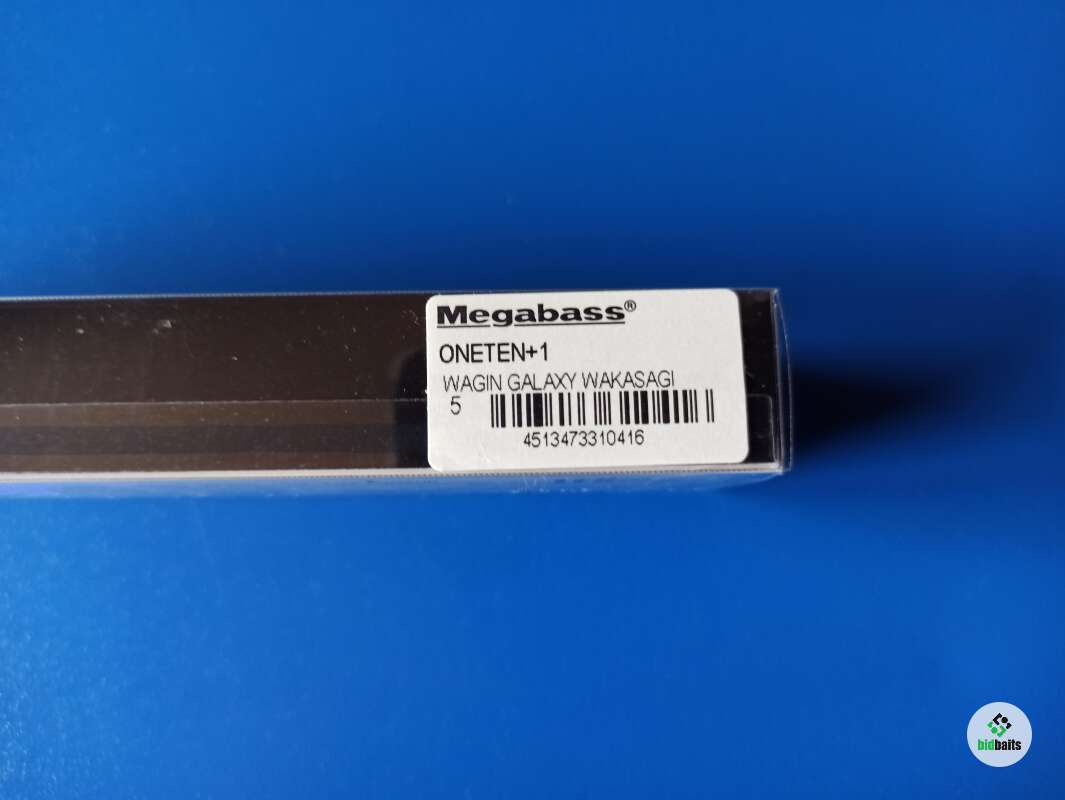 Megabass®
ONETEN+1
WAGIN GALAXY WAKASAGI
5
4513473310416
bidbaits